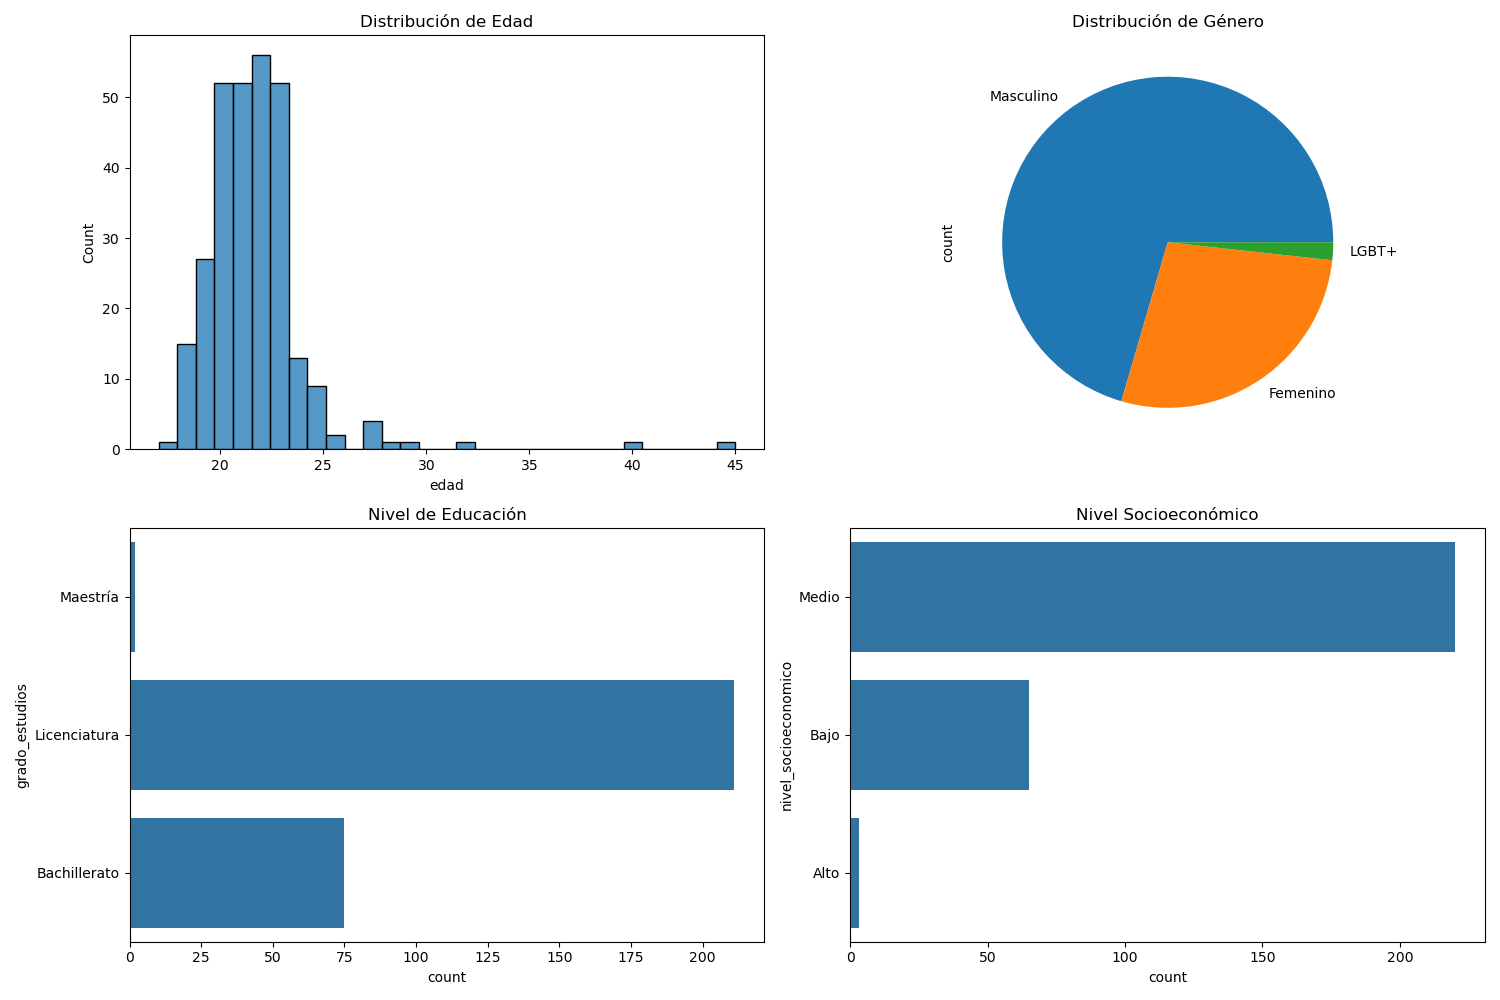 Distribución de Edad
Count
50
40
30
20
10
0
20 25 30 35 40 45
edad
Distribución de Género
count
Masculino
LGBT+
Femenino
Nivel de Educación
grado_estudios
Maestría
Licenciatura
Bachillerato
0 25 50 75 100 125 150 175 200
count
Nivel Socioeconómico
nivel_socioeconomico
Medio
Bajo
Alto
0 50 100 150 200
count